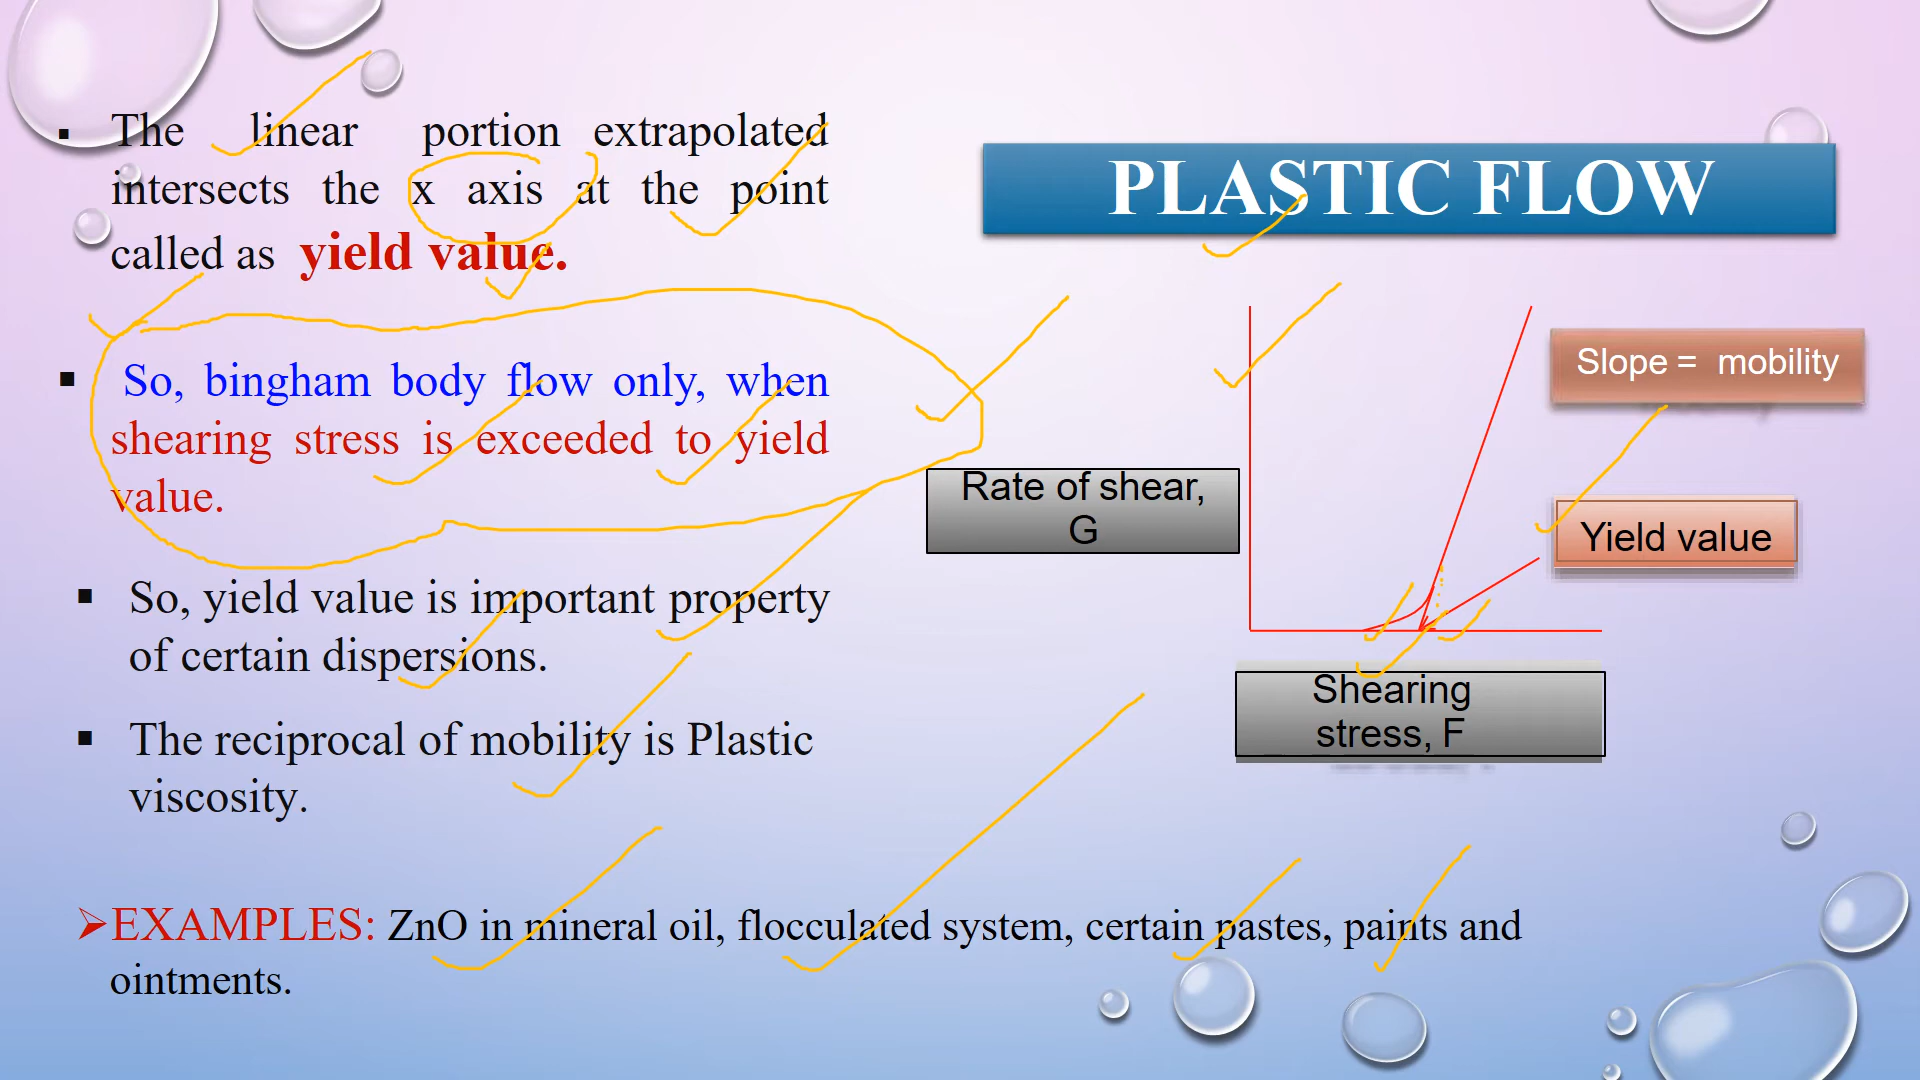 PLASTIC FLOW
▪ The linear portion extrapolated
intersects the x axis at the point
called as yield value.
▪ So, bingham body flow only, when
shearing stress is exceeded to yield
value.
▪ So, yield value is important property
of certain dispersions.
▪ The reciprocal of mobility is Plastic
viscosity.
➢EXAMPLES: ZnO in mineral oil, flocculated system, certain pastes, paints and
ointments.
Slope = mobility
Rate of shear,
G
Yield value
Shearing
stress, F